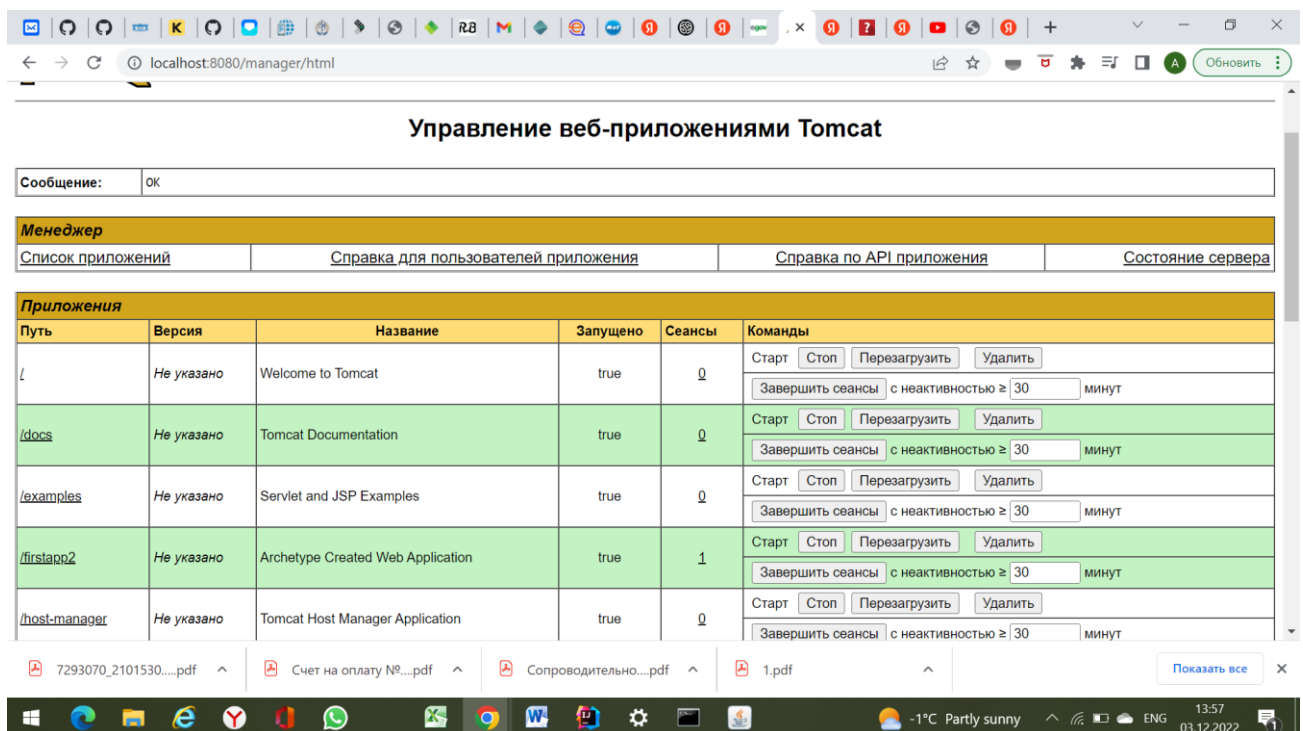 localhost:8080/manager/html
Обновить
Управление веб-приложениями Tomcat
Сообщение: OK
Менеджер
Список приложений Справка для пользователей приложения Справка по API приложения Состояние сервера
Приложения
Путь Версия Название Запущено Сеансы Команды
/ Не указано Welcome to Tomcat true 0 Старт Стоп Перезагрузить Удалить
Завершить сеансы с неактивностью ≥ 30 минут
/docs Не указано Tomcat Documentation true 0 Старт Стоп Перезагрузить Удалить
Завершить сеансы с неактивностью ≥ 30 минут
/examples Не указано Servlet and JSP Examples true 0 Старт Стоп Перезагрузить Удалить
Завершить сеансы с неактивностью ≥ 30 минут
/firstapp2 Не указано Archetype Created Web Application true 1 Старт Стоп Перезагрузить Удалить
Завершить сеансы с неактивностью ≥ 30 минут
/host-manager Не указано Tomcat Host Manager Application true 0 Старт Стоп Перезагрузить Удалить
Завершить сеансы с неактивностью ≥ 30 минут
7293070_2101530.....pdf Счет на оплату №....pdf Сопроводительно....pdf 1.pdf Показать все
-1°C Partly sunny ENG 13:57
03.12.2022